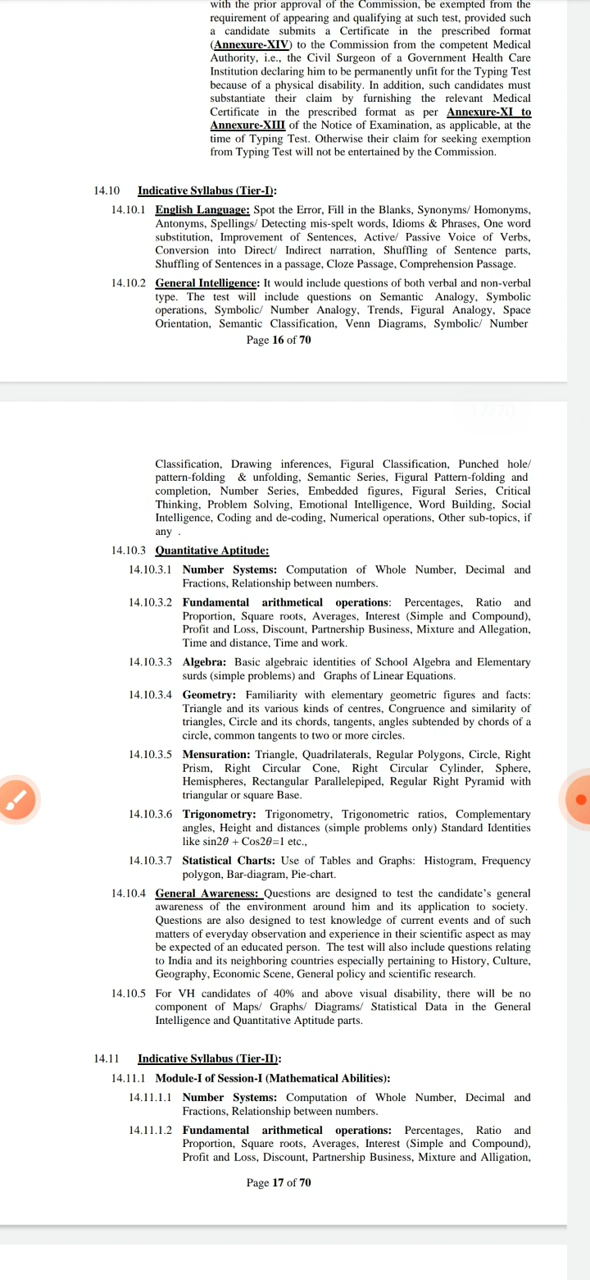 with the prior approval of the Commission, be exempted from the
requirement of appearing and qualifying at such test, provided such
a candidate submits a Certificate in the prescribed format
(Annexure-XIV) to the Commission from the competent Medical
Authority, i.e., the Civil Surgeon of a Government Health Care
Institution declaring him to be permanently unfit for the Typing Test
because of a physical disability. In addition, such candidates must
substantiate their claim by furnishing the relevant Medical
Certificate in the prescribed format as per Annexure-XI to
Annexure-XIII of the Notice of Examination, as applicable, at the
time of Typing Test. Otherwise their claim for seeking exemption
from Typing Test will not be entertained by the Commission.
14.10 Indicative Syllabus (Tier-I):
14.10.1 English Language: Spot the Error, Fill in the Blanks, Synonyms/ Homonyms,
Antonyms, Spellings/ Detecting mis-spelt words, Idioms & Phrases, One word
substitution, Improvement of Sentences, Active/ Passive Voice of Verbs,
Conversion into Direct/ Indirect narration, Shuffling of Sentence parts,
Shuffling of Sentences in a passage, Cloze Passage, Comprehension Passage.
14.10.2 General Intelligence: It would include questions of both verbal and non-verbal
type. The test will include questions on Semantic Analogy, Symbolic
operations, Symbolic/ Number Analogy, Trends, Figural Analogy, Space
Orientation, Semantic Classification, Venn Diagrams, Symbolic/ Number
Page 16 of 70
Classification, Drawing inferences, Figural Classification, Punched hole/
pattern-folding & unfolding, Semantic Series, Figural Pattern-folding and
completion, Number Series, Embedded figures, Figural Series, Critical
Thinking, Problem Solving, Emotional Intelligence, Word Building, Social
Intelligence, Coding and de-coding, Numerical operations, Other sub-topics, if
any .
14.10.3 Quantitative Aptitude:
14.10.3.1 Number Systems: Computation of Whole Number, Decimal and
Fractions, Relationship between numbers.
14.10.3.2 Fundamental arithmetical operations: Percentages, Ratio and
Proportion, Square roots, Averages, Interest (Simple and Compound),
Profit and Loss, Discount, Partnership Business, Mixture and Allegation,
Time and distance, Time and work.
14.10.3.3 Algebra: Basic algebraic identities of School Algebra and Elementary
surds (simple problems) and Graphs of Linear Equations.
14.10.3.4 Geometry: Familiarity with elementary geometric figures and facts:
Triangle and its various kinds of centres, Congruence and similarity of
triangles, Circle and its chords, tangents, angles subtended by chords of a
circle, common tangents to two or more circles.
14.10.3.5 Mensuration: Triangle, Quadrilaterals, Regular Polygons, Circle, Right
Prism, Right Circular Cone, Right Circular Cylinder, Sphere,
Hemispheres, Rectangular Parallelepiped, Regular Right Pyramid with
triangular or square Base.
14.10.3.6 Trigonometry: Trigonometry, Trigonometric ratios, Complementary
angles, Height and distances (simple problems only) Standard Identities
like sin2θ + Cos2θ=1 etc.,
14.10.3.7 Statistical Charts: Use of Tables and Graphs: Histogram, Frequency
polygon, Bar-diagram, Pie-chart.
14.10.4 General Awareness: Questions are designed to test the candidate's general
awareness of the environment around him and its application to society.
Questions are also designed to test knowledge of current events and of such
matters of everyday observation and experience in their scientific aspect as may
be expected of an educated person. The test will also include questions relating
to India and its neighboring countries especially pertaining to History, Culture,
Geography, Economic Scene, General policy and scientific research.
14.10.5 For VH candidates of 40% and above visual disability, there will be no
component of Maps/ Graphs/ Diagrams/ Statistical Data in the General
Intelligence and Quantitative Aptitude parts.
14.11 Indicative Syllabus (Tier-II):
14.11.1 Module-I of Session-I (Mathematical Abilities):
14.11.1.1 Number Systems: Computation of Whole Number, Decimal and
Fractions, Relationship between numbers.
14.11.1.2 Fundamental arithmetical operations: Percentages, Ratio and
Proportion, Square roots, Averages, Interest (Simple and Compound),
Profit and Loss, Discount, Partnership Business, Mixture and Alligation,
Page 17 of 70